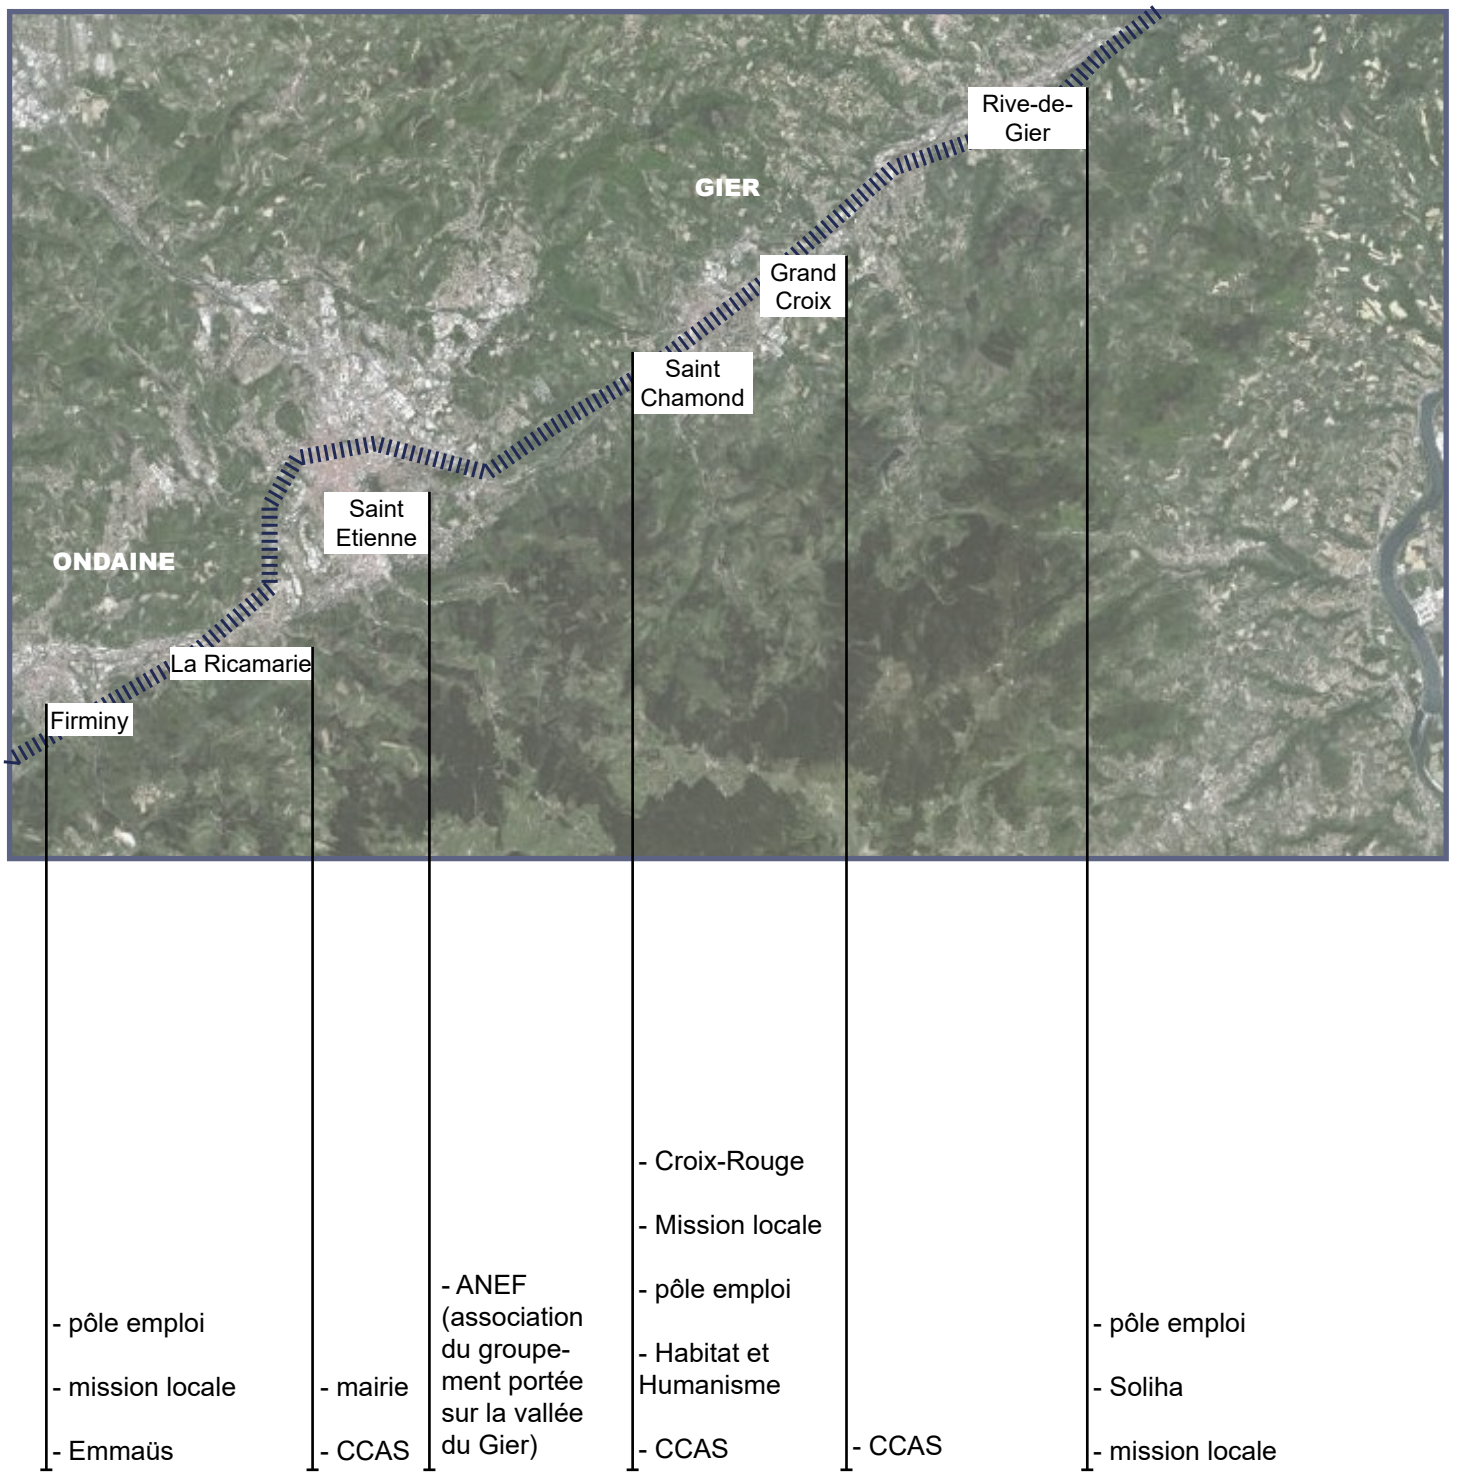 Rive-de-
Gier
GIER
Grand
Croix
Saint
Chamond
Saint
Etienne
ONDAINE
La Ricamarie
Firminy
- pôle emploi
- mission locale
- Emmaüs
- mairie
- CCAS
- ANEF
(association
du groupe-
ment portée
sur la vallée
du Gier)
- Croix-Rouge
- Mission locale
- pôle emploi
- Habitat et
Humanisme
- CCAS
- CCAS
- pôle emploi
- Soliha
- mission locale